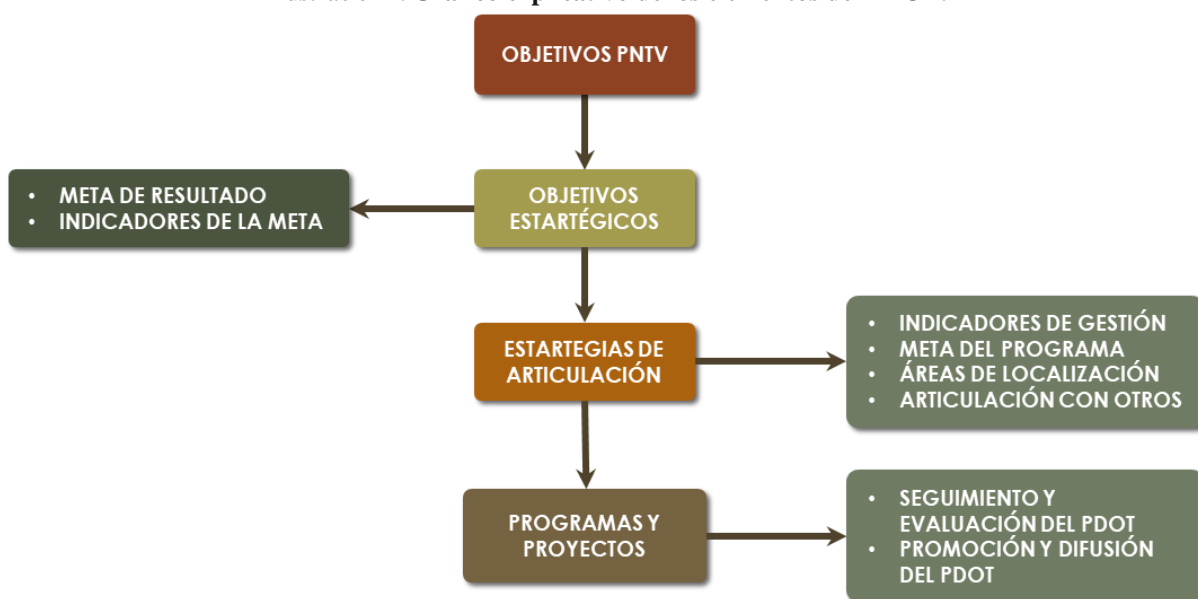 OBJETIVOS PNTV
• META DE RESULTADO
• INDICADORES DE LA META
OBJETIVOS
ESTARTÉGICOS
ESTARTEGIAS DE
ARTICULACIÓN
• INDICADORES DE GESTIÓN
• META DEL PROGRAMA
• ÁREAS DE LOCALIZACIÓN
• ARTICULACIÓN CON OTROS
PROGRAMAS Y
PROYECTOS
• SEGUIMIENTO Y
EVALUACIÓN DEL PDOT
• PROMOCIÓN Y DIFUSIÓN
DEL PDOT